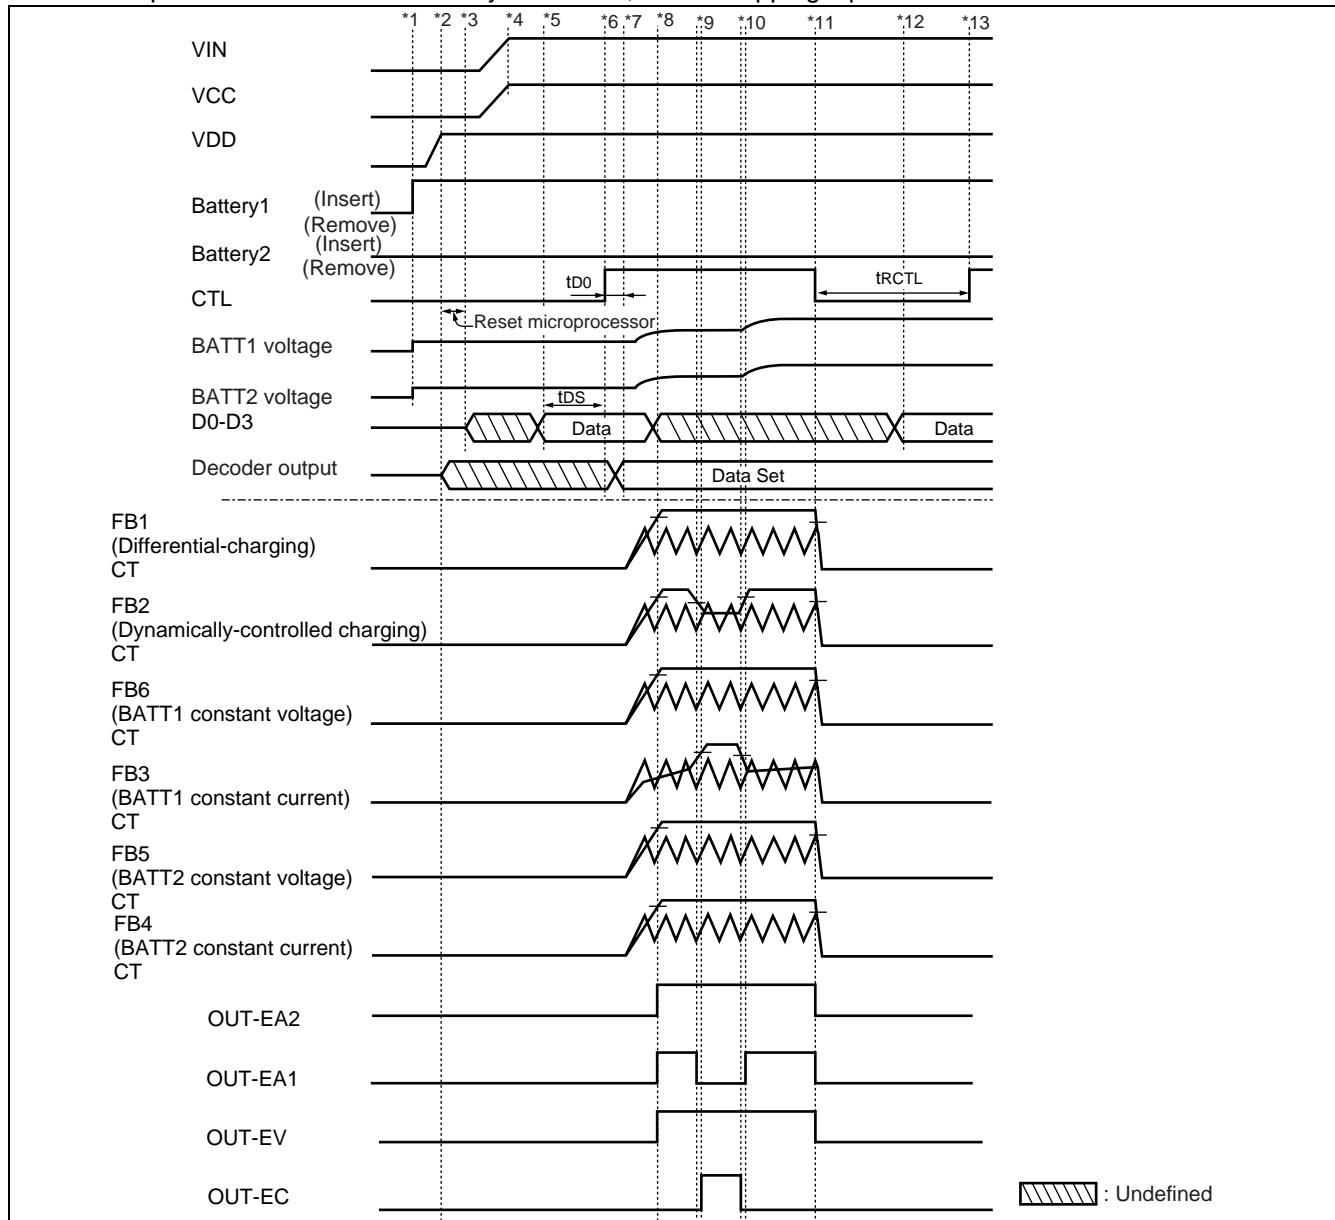 *1 *2 *3 *4 *5 *6 *7 *8 *9 *10 *11 *12 *13
VIN
VCC
VDD
Battery1 (Insert)
(Remove)
Battery2 (Insert)
(Remove)
CTL tD0 tRCTL
Reset microprocessor
BATT1 voltage
BATT2 voltage tDS
D0-D3 Data Data
Decoder output Data Set
FB1
(Differential-charging)
CT
FB2
(Dynamically-controlled charging)
CT
FB6
(BATT1 constant voltage)
CT
FB3
(BATT1 constant current)
CT
FB5
(BATT2 constant voltage)
CT
FB4
(BATT2 constant current)
CT
OUT-EA2
OUT-EA1
OUT-EV
OUT-EC
: Undefined